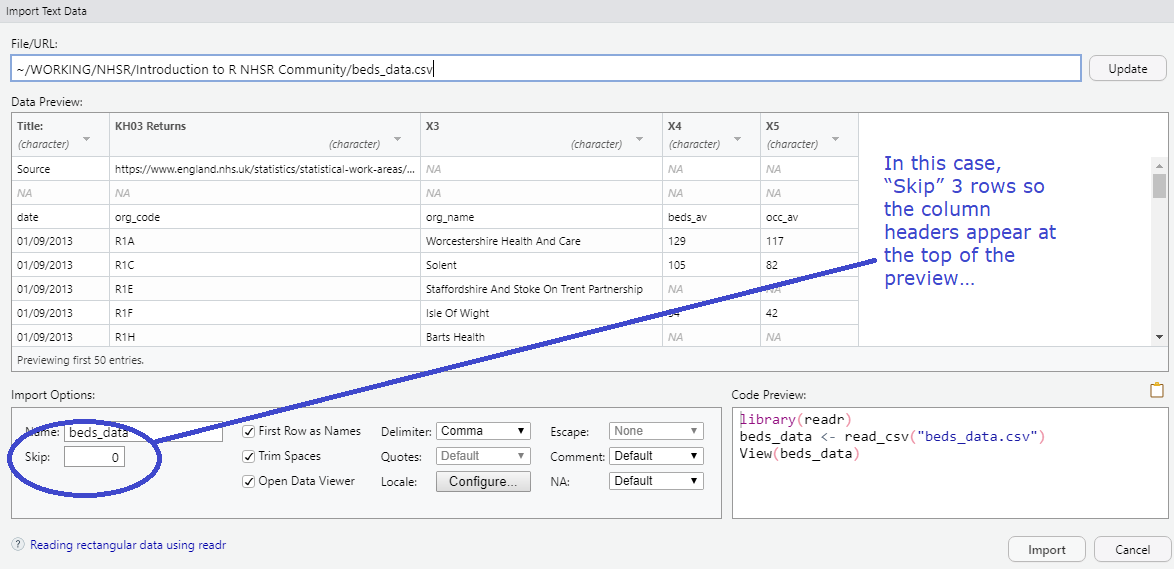 Import Text Data
File/URL:
~/WORKING/NHSR/Introduction to R NHSR Community/beds_data.csv
Update
Data Preview:
Title: KH03 Returns X3 X4 X5
(character) (character) (character) (character) (character)
Source https://www.england.nhs.uk/statistics/statistical-work-areas/... NA NA NA
NA NA NA NA NA
date org_code org_name beds_av occ_av
01/09/2013 R1A Worcestershire Health And Care 129 117
01/09/2013 R1C Solent 105 82
01/09/2013 R1E Staffordshire And Stoke On Trent Partnership NA
01/09/2013 R1F Isle Of Wight 42
01/09/2013 R1H Barts Health NA NA
Previewing first 50 entries.
In this case,
“Skip” 3 rows so
the column
headers appear at
the top of the
preview…
Import Options:
Name: beds_data
Skip: 0
First Row as Names
Trim Spaces
Open Data Viewer
Delimiter: Comma
Quotes: Default
Locale: Configure...
Escape: None
Comment: Default
NA: Default
Code Preview:
library(readr)
beds_data <- read_csv("beds_data.csv")
View(beds_data)
? Reading rectangular data using readr
Import
Cancel